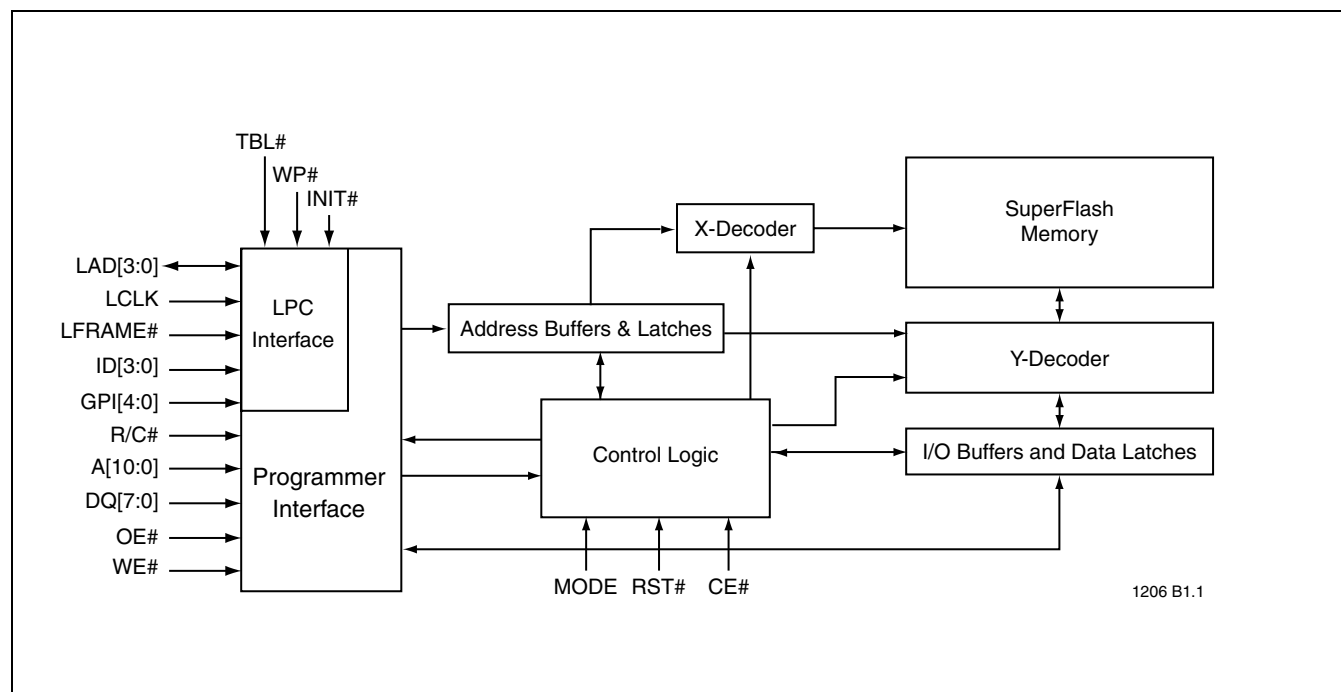 TBL#
WP#
INIT#
LAD[3:0]
LCLK
LFRAME#
ID[3:0]
GPI[4:0]
R/C#
A[10:0]
DQ[7:0]
OE#
WE#
LPC
Interface
Programmer
Interface
Address Buffers & Latches
X-Decoder
Control Logic
MODE
RST#
CE#
SuperFlash
Memory
Y-Decoder
I/O Buffers and Data Latches
1206 B1.1